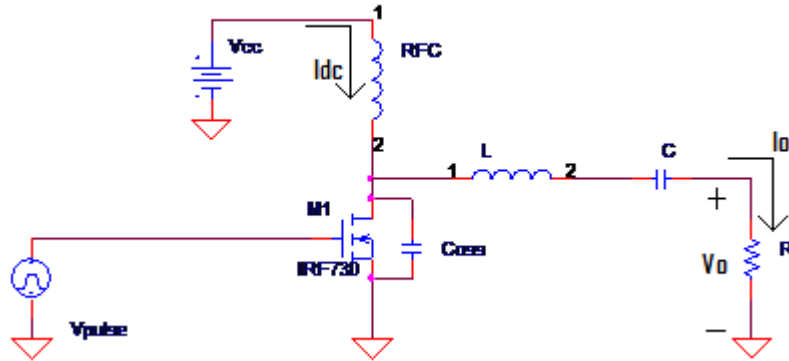 1
Vcc
RFC
Idc
2
1
L
2
C
Io
M1
+
IRF730
Coss
Vo
R
Vpulse
−